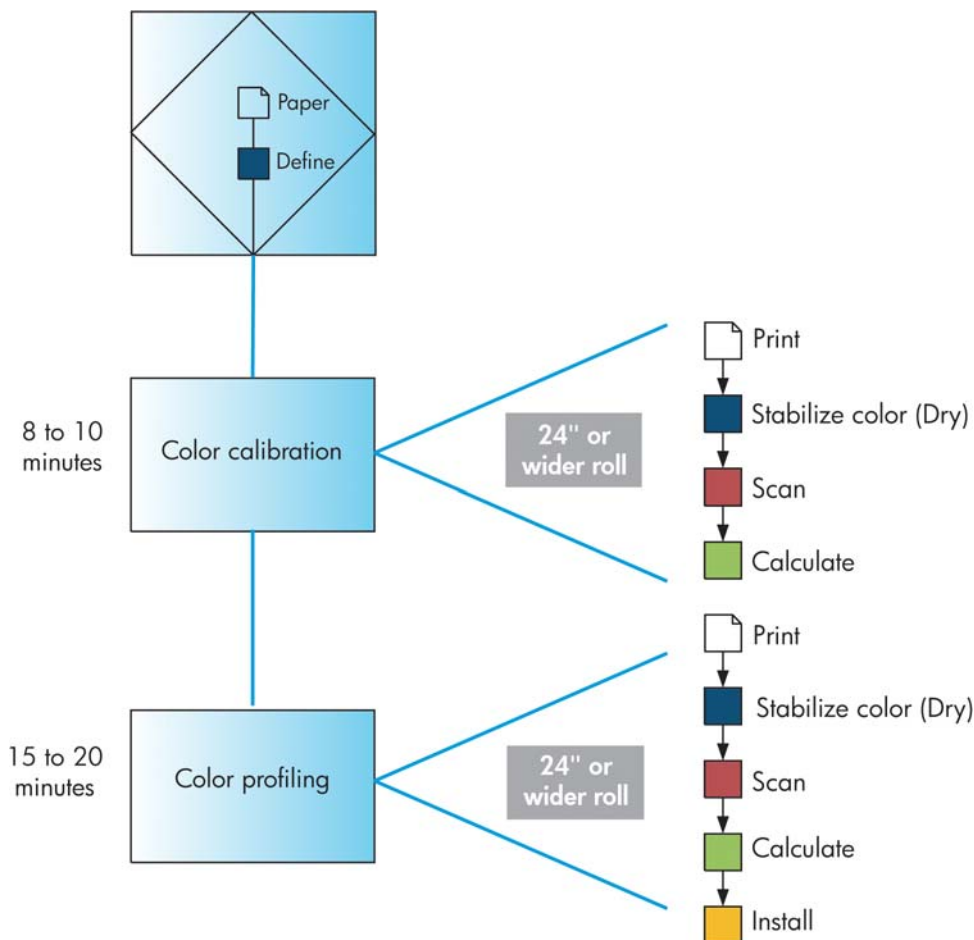 Paper
Define
8 to 10
minutes
Color calibration
24" or
wider roll
Print
Stabilize color (Dry)
Scan
Calculate
15 to 20
minutes
Color profiling
24" or
wider roll
Print
Stabilize color (Dry)
Scan
Calculate
Install